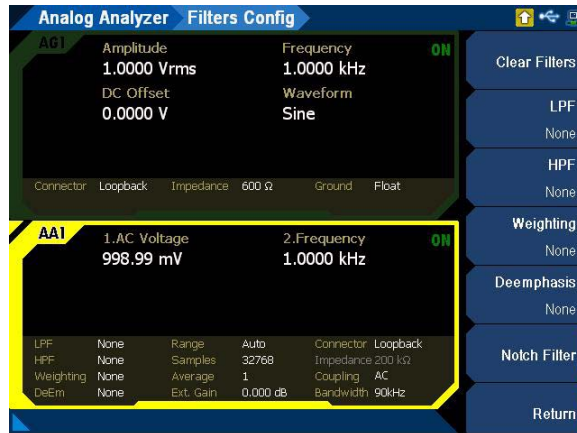 Analog Analyzer Filters Config
AG1
ON
Amplitude Frequency
1.0000 Vrms 1.0000 kHz
DC Offset Waveform
0.0000 V Sine
Connector Loopback Impedance 600 Ω Ground Float
AA1
ON
1.AC Voltage 2.Frequency
998.99 mV 1.0000 kHz
LPF None Range Auto Connector Loopback
HPF None Samples 32768 Impedance 200 kΩ
Weighting None Average 1 Coupling AC
DeEm None Ext. Gain 0.000 dB Bandwidth 90kHz
Clear Filters
LPF
None
HPF
None
Weighting
None
Deemphasis
None
Notch Filter
Return